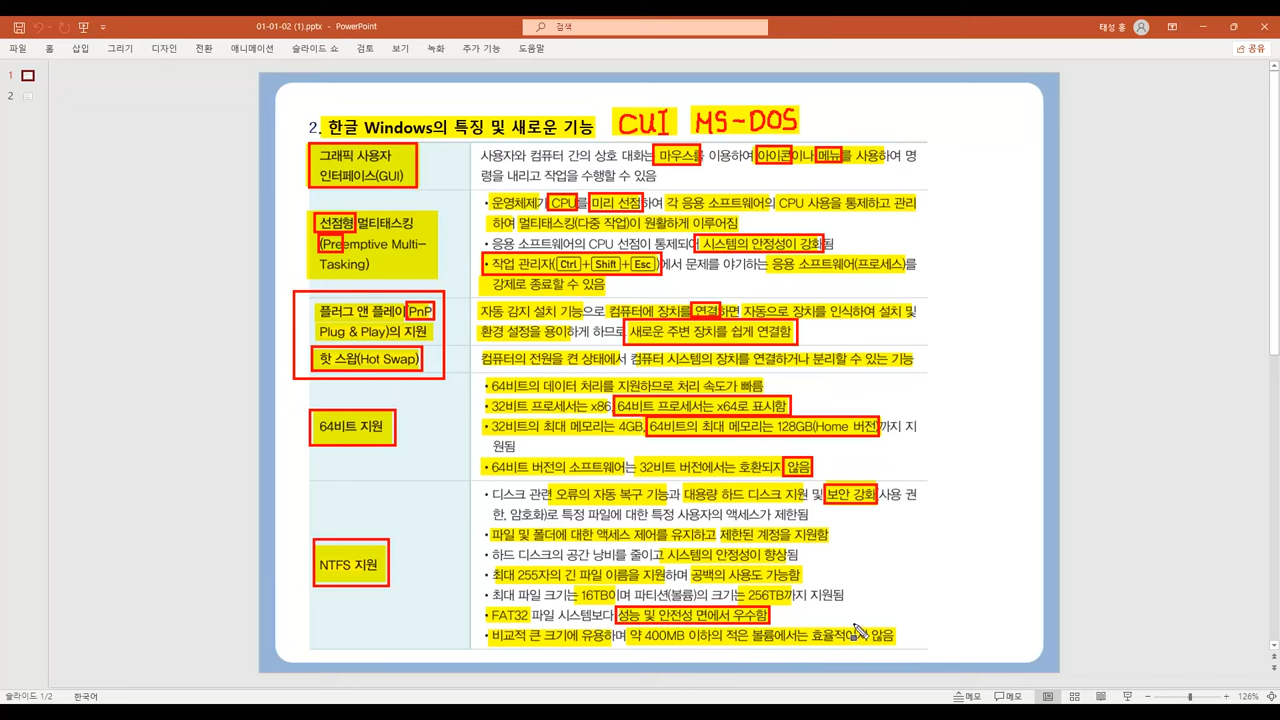 01-01-02 (1).pptx - PowerPoint
검색
태성 홍
파일 홈 삽입 그리기 디자인 전환 애니메이션 슬라이드 쇼 검토 보기 녹화 추가 기능 도움말
공유
1
2
2. 한글 Windows의 특징 및 새로운 기능 CUI MS-DOS
그래픽 사용자
인터페이스(GUI)
사용자와 컴퓨터 간의 상호 대화는 마우스를 이용하여 아이콘이나 메뉴를 사용하여 명
령을 내리고 작업을 수행할 수 있음
선점형 멀티태스킹
(Preemptive Multi-
Tasking)
• 운영체제가 CPU를 미리 선점하여 각 응용 소프트웨어의 CPU 사용을 통제하고 관리
하여 멀티태스킹(다중 작업)이 원활하게 이루어짐
• 응용 소프트웨어의 CPU 선점이 통제되어 시스템의 안정성이 강화됨
• 작업 관리자(Ctrl+Shift+Esc)에서 문제를 야기하는 응용 소프트웨어(프로세스)를
강제로 종료할 수 있음
플러그 앤 플레이(PnP
Plug & Play)의 지원
자동 감지 설치 기능으로 컴퓨터에 장치를 연결하면 자동으로 장치를 인식하여 설치 및
환경 설정을 용이하게 하므로 새로운 주변 장치를 쉽게 연결함
핫 스왑(Hot Swap)
컴퓨터의 전원을 켠 상태에서 컴퓨터 시스템의 장치를 연결하거나 분리할 수 있는 기능
64비트 지원
• 64비트의 데이터 처리를 지원하므로 처리 속도가 빠름
• 32비트 프로세서는 x86, 64비트 프로세서는 x64로 표시함
• 32비트의 최대 메모리는 4GB, 64비트의 최대 메모리는 128GB(Home 버전)까지 지
원됨
• 64비트 버전의 소프트웨어는 32비트 버전에서는 호환되지 않음
NTFS 지원
• 디스크 관련 오류의 자동 복구 기능과 대용량 하드 디스크 지원 및 보안 강화(사용 권
한, 암호화)로 특정 파일에 대한 특정 사용자의 액세스가 제한됨
• 파일 및 폴더에 대한 액세스 제어를 유지하고 제한된 계정을 지원함
• 하드 디스크의 공간 낭비를 줄이고 시스템의 안정성이 향상됨
• 최대 255자의 긴 파일 이름을 지원하며 공백의 사용도 가능함
• 최대 파일 크기는 16TB이며 파티션(볼륨)의 크기는 256TB까지 지원됨
• FAT32 파일 시스템보다 성능 및 안전성 면에서 우수함
• 비교적 큰 크기에 유용하며 약 400MB 이하의 적은 볼륨에서는 효율적이지 않음
슬라이드 1/2 한국어 메모 메모 126%